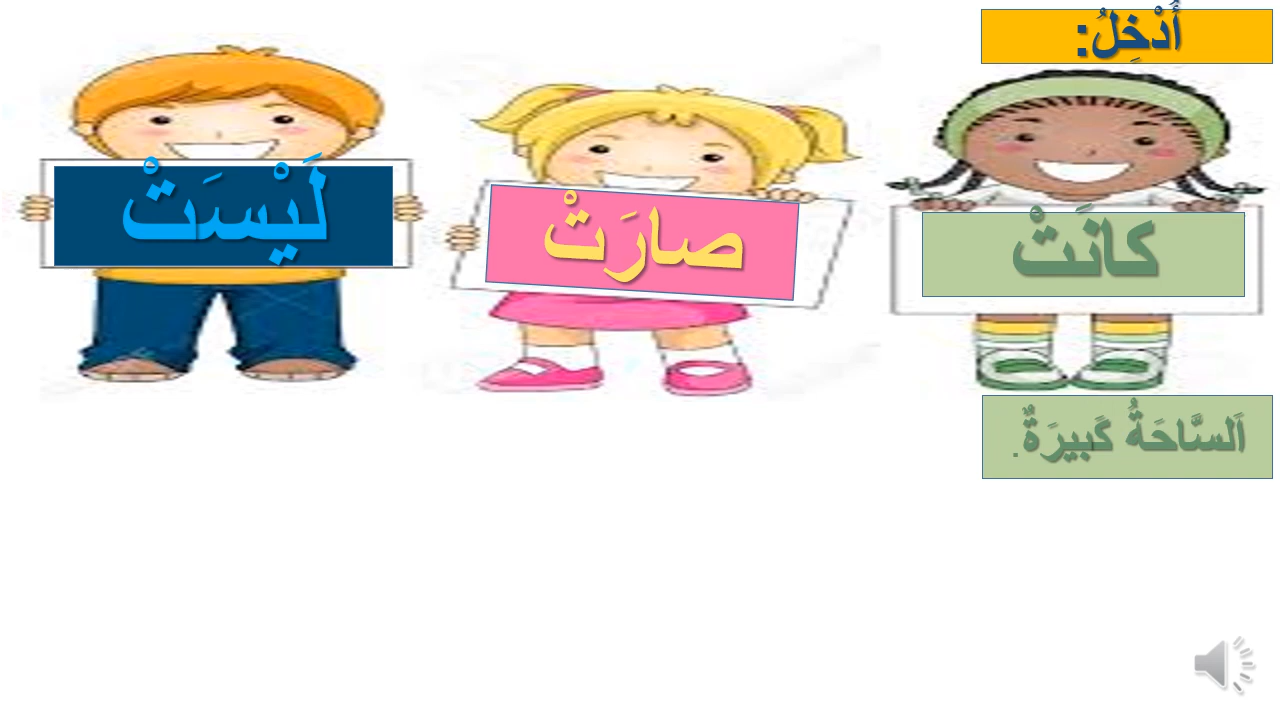 أَدْخِلُ:
كانَتْ
صارَتْ
لَيْسَتْ
اَلسَّاحَةُ كَبيرَةٌ.